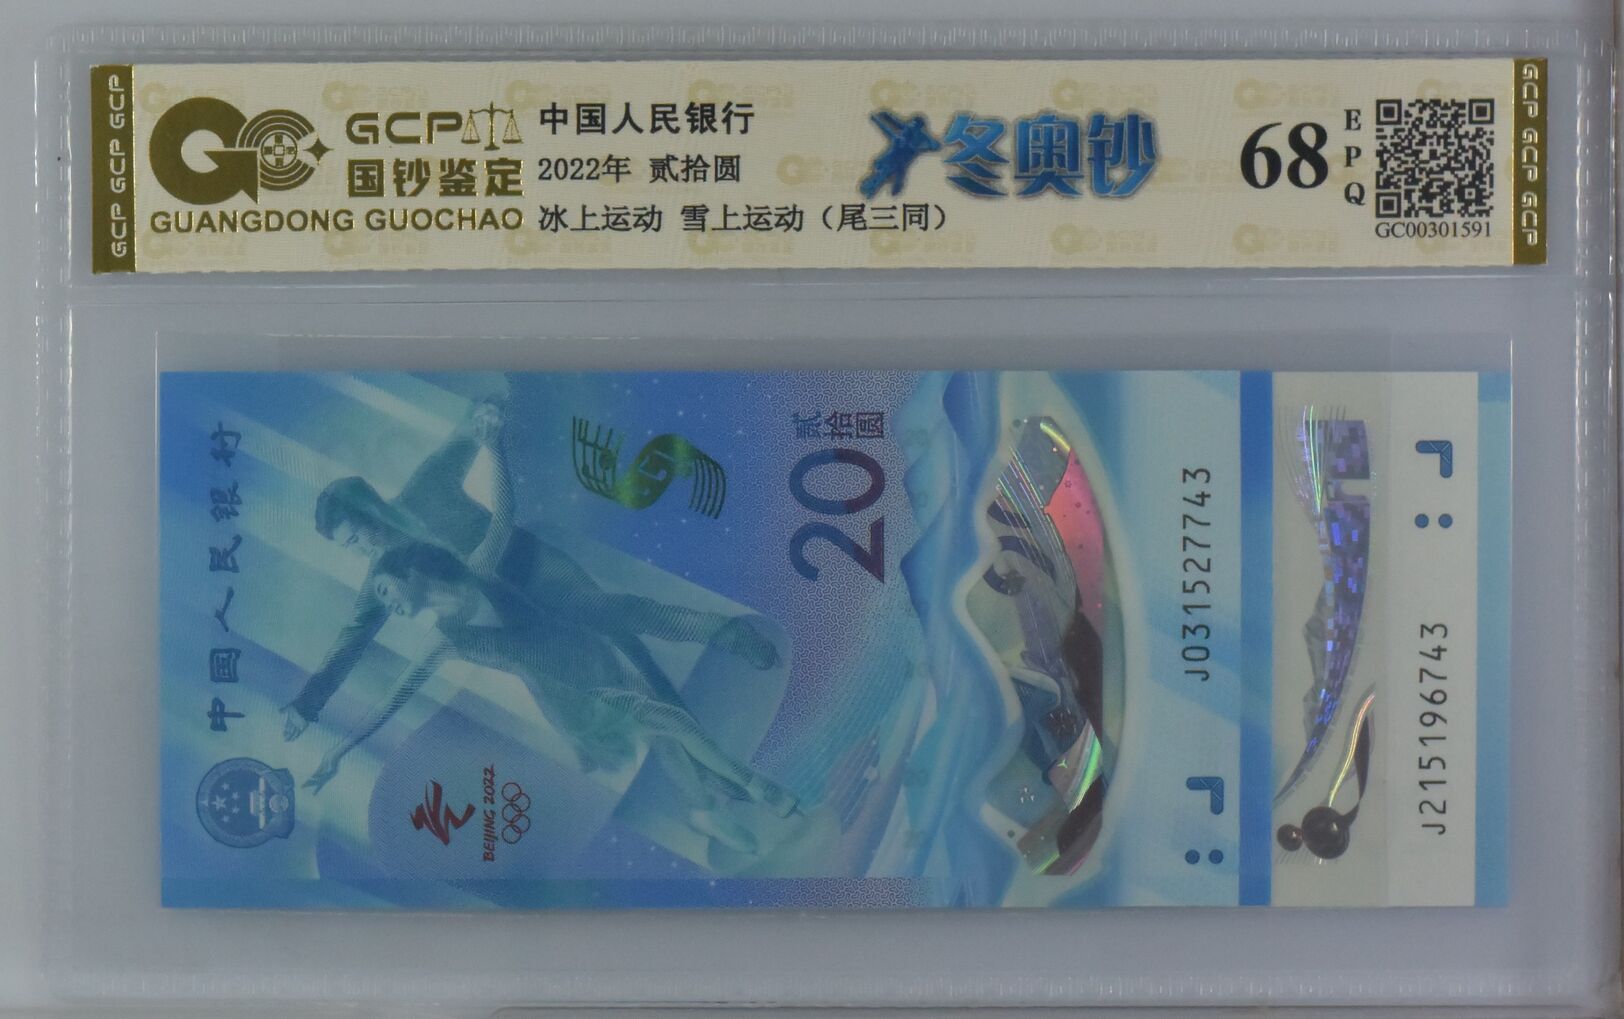 GCP GCP GCP
GCP
国钞鉴定
GUANGDONG GUOCHAO
中国人民银行
2022年 贰拾圆
冰上运动 雪上运动（尾三同）
冬奥钞
68
EPQ
GC00301591
GCP GCP GCP
中国人民银行
BEIJING 2022
贰拾圆
20
J031527743
J215196743